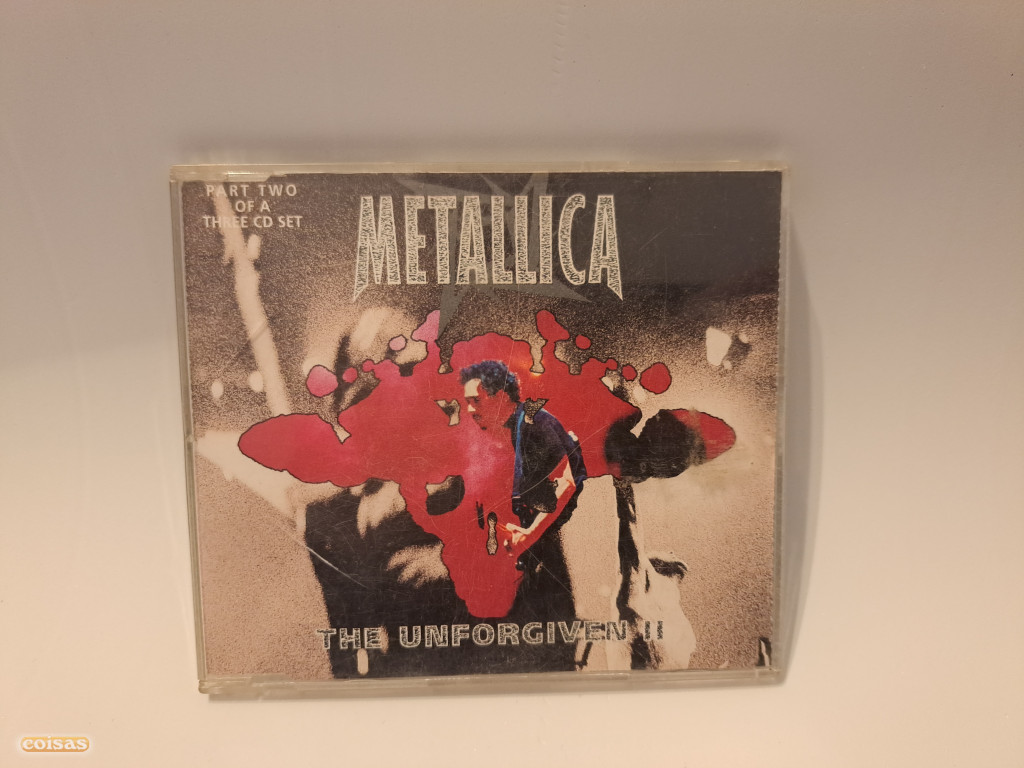 PART TWO
OF A
THREE CD SET
METALLICA
THE UNFORGIVEN II
coisas